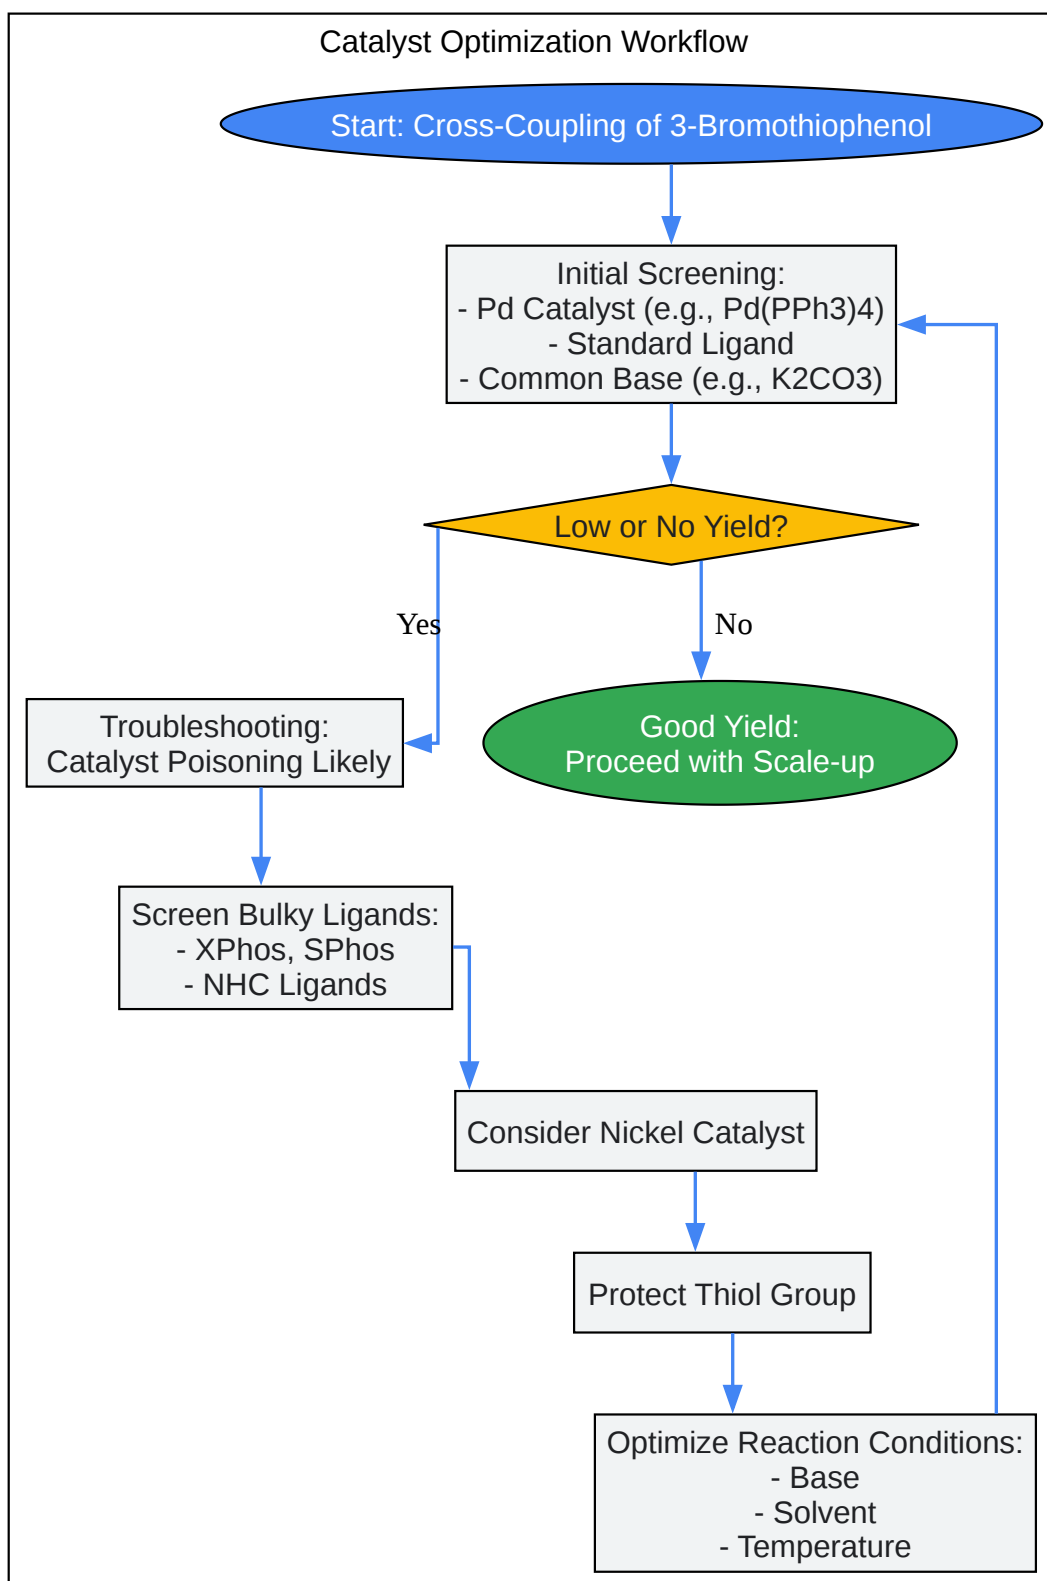 Catalyst Optimization Workflow
Start: Cross-Coupling of 3-Bromothiophenol
Initial Screening:
- Pd Catalyst (e.g., Pd(PPh3)4)
- Standard Ligand
- Common Base (e.g., K2CO3)
Low or No Yield?
Yes
No
Troubleshooting:
Catalyst Poisoning Likely
Good Yield:
Proceed with Scale-up
Screen Bulky Ligands:
- XPhos, SPhos
- NHC Ligands
Consider Nickel Catalyst
Protect Thiol Group
Optimize Reaction Conditions:
- Base
- Solvent
- Temperature